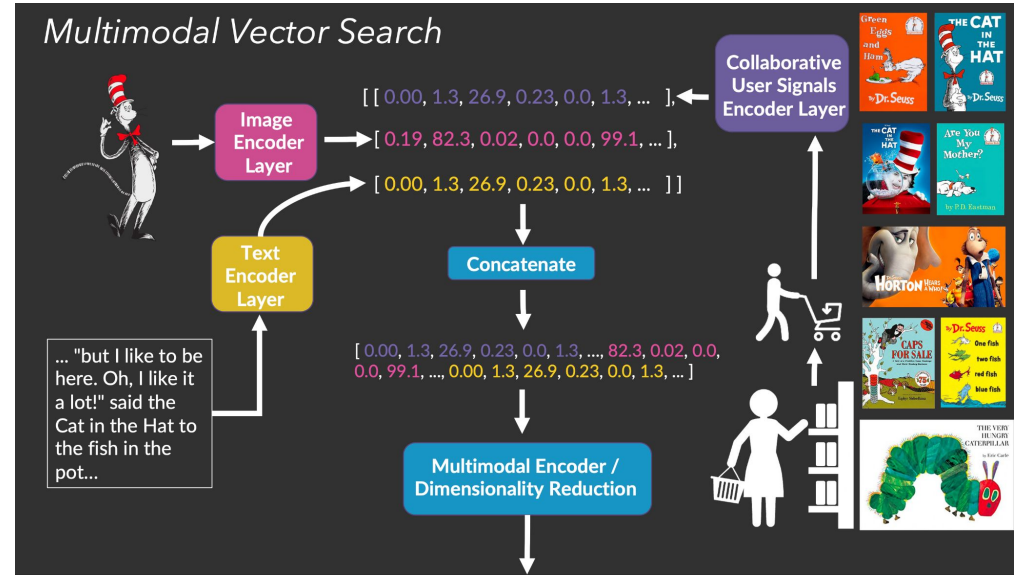 Multimodal Vector Search
Image
Encoder
Layer
[ [ 0.00, 1.3, 26.9, 0.23, 0.0, 1.3, ... ],
[ 0.19, 82.3, 0.02, 0.0, 0.0, 99.1, ... ],
[ 0.00, 1.3, 26.9, 0.23, 0.0, 1.3, ... ] ]
Collaborative
User Signals
Encoder Layer
Text
Encoder
Layer
Concatenate
... "but I like to be
here. Oh, I like it
a lot!" said the
Cat in the Hat to
the fish in the
pot...
[ 0.00, 1.3, 26.9, 0.23, 0.0, 1.3, ..., 82.3, 0.02, 0.0,
0.0, 99.1, ..., 0.00, 1.3, 26.9, 0.23, 0.0, 1.3, ... ]
Multimodal Encoder /
Dimensionality Reduction
Green
Eggs
and
Ham
By Dr. Seuss
THE CAT
IN
THE
HAT
By Dr. Seuss
THE CAT
IN THE
HAT
Are You
My
Mother?
by P.D. Eastman
HORTON HEARS
A WHO!
CAPS
FOR SALE
By Dr. Seuss
One fish
two fish
red fish
blue fish
THE VERY
HUNGRY
CATERPILLAR
by Eric Carle